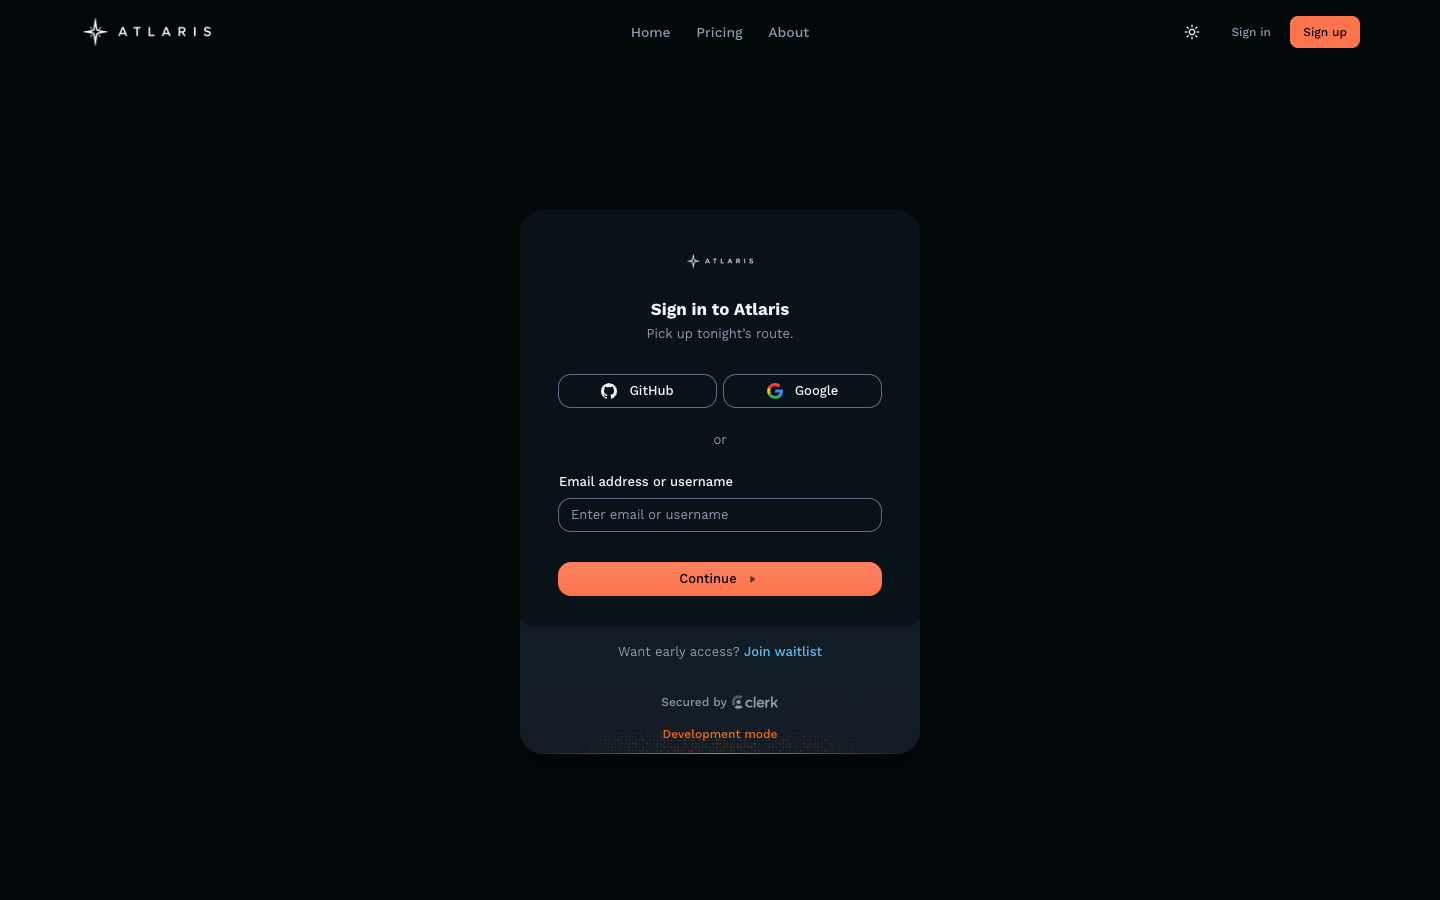 ATLARIS
Home Pricing About
Sign in Sign up
ATLARIS
Sign in to Atlaris
Pick up tonight’s route.
GitHub Google
or
Email address or username
Enter email or username
Continue
Want early access? Join waitlist
Secured by clerk
Development mode